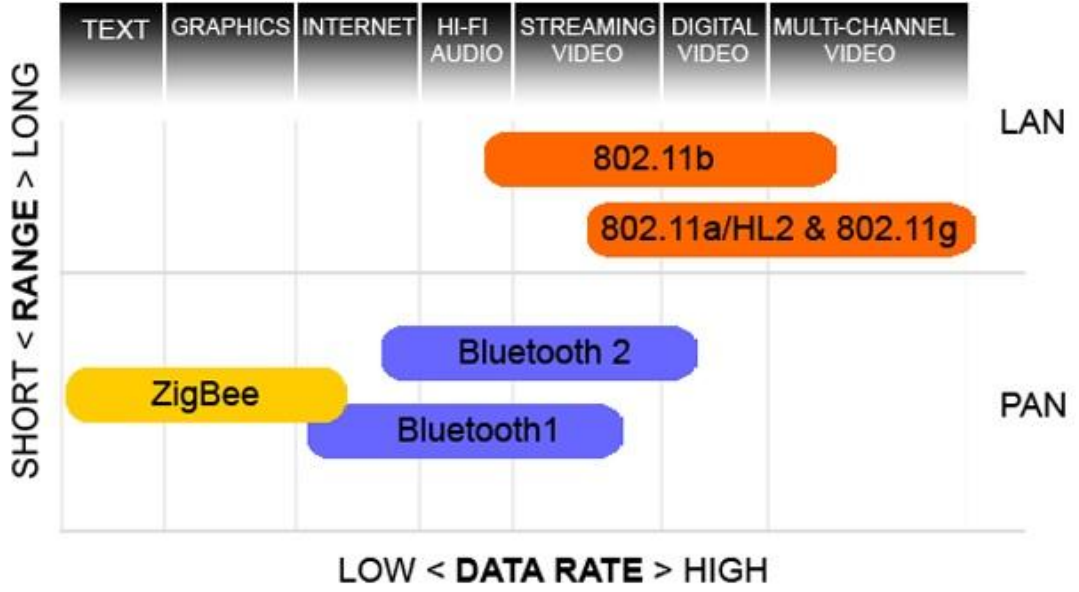 TEXT
GRAPHICS
INTERNET
HI-FI
AUDIO
STREAMING
VIDEO
DIGITAL
VIDEO
MULTi-CHANNEL
VIDEO
SHORT < RANGE > LONG
LAN
802.11b
802.11a/HL2 & 802.11g
Bluetooth 2
ZigBee
Bluetooth1
PAN
LOW < DATA RATE > HIGH